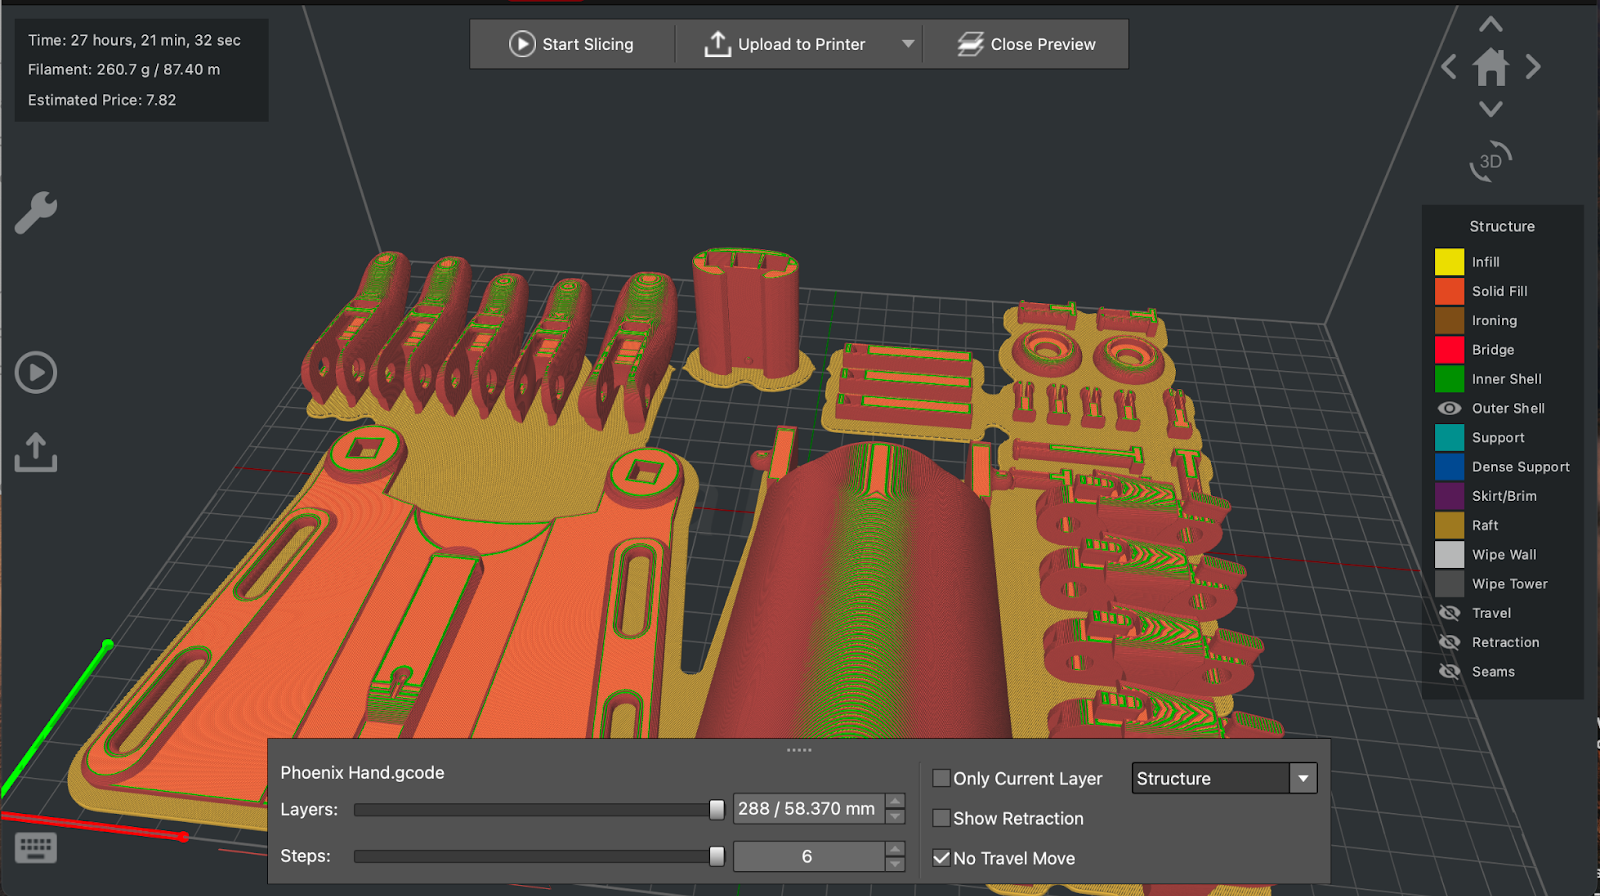 Time: 27 hours, 21 min, 32 sec
Filament: 260.7 g / 87.40 m
Estimated Price: 7.82
Start Slicing
Upload to Printer
Close Preview
3D
Structure
Infill
Solid Fill
Ironing
Bridge
Inner Shell
Outer Shell
Support
Dense Support
Skirt/Brim
Raft
Wipe Wall
Wipe Tower
Travel
Retraction
Seams
Phoenix Hand.gcode
Layers: 288 / 58.370 mm
Steps: 6
Only Current Layer Structure
Show Retraction
No Travel Move